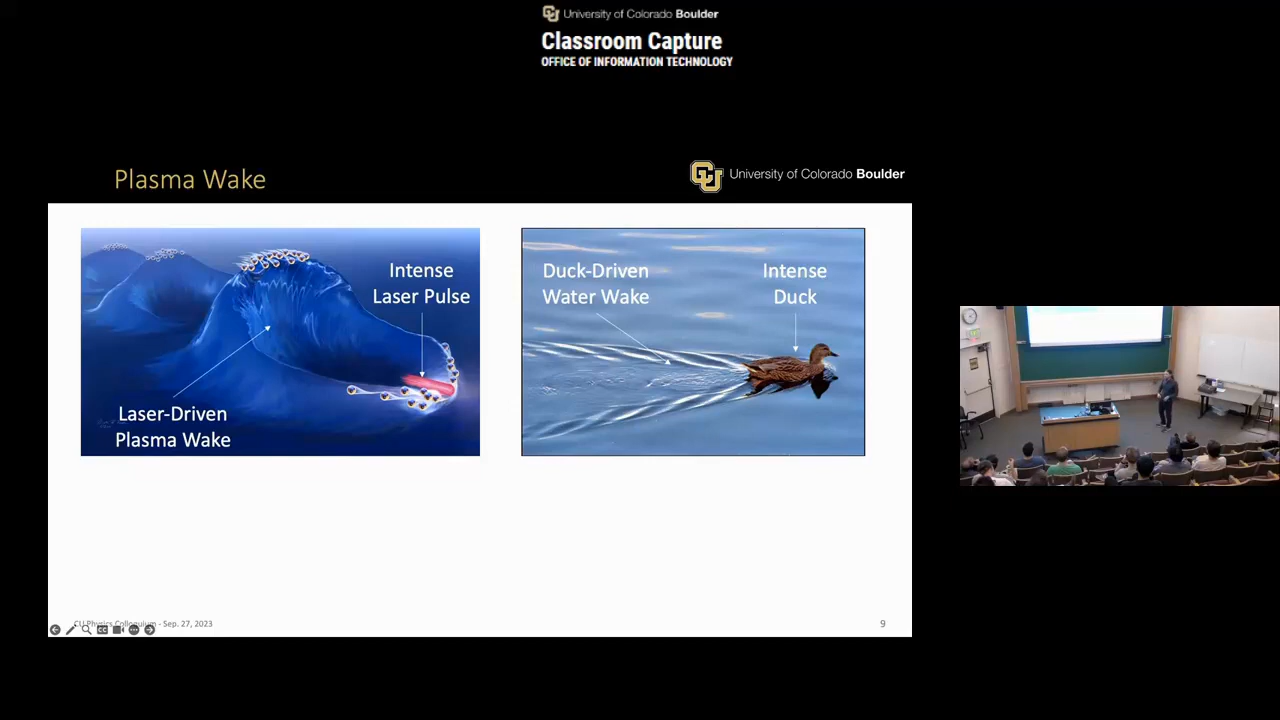 University of Colorado Boulder
Classroom Capture
OFFICE OF INFORMATION TECHNOLOGY
Plasma Wake
University of Colorado Boulder
Intense
Laser Pulse
Laser-Driven
Plasma Wake
Duck-Driven
Water Wake
Intense
Duck
CU Physics Colloquium - Sep. 27, 2023
9